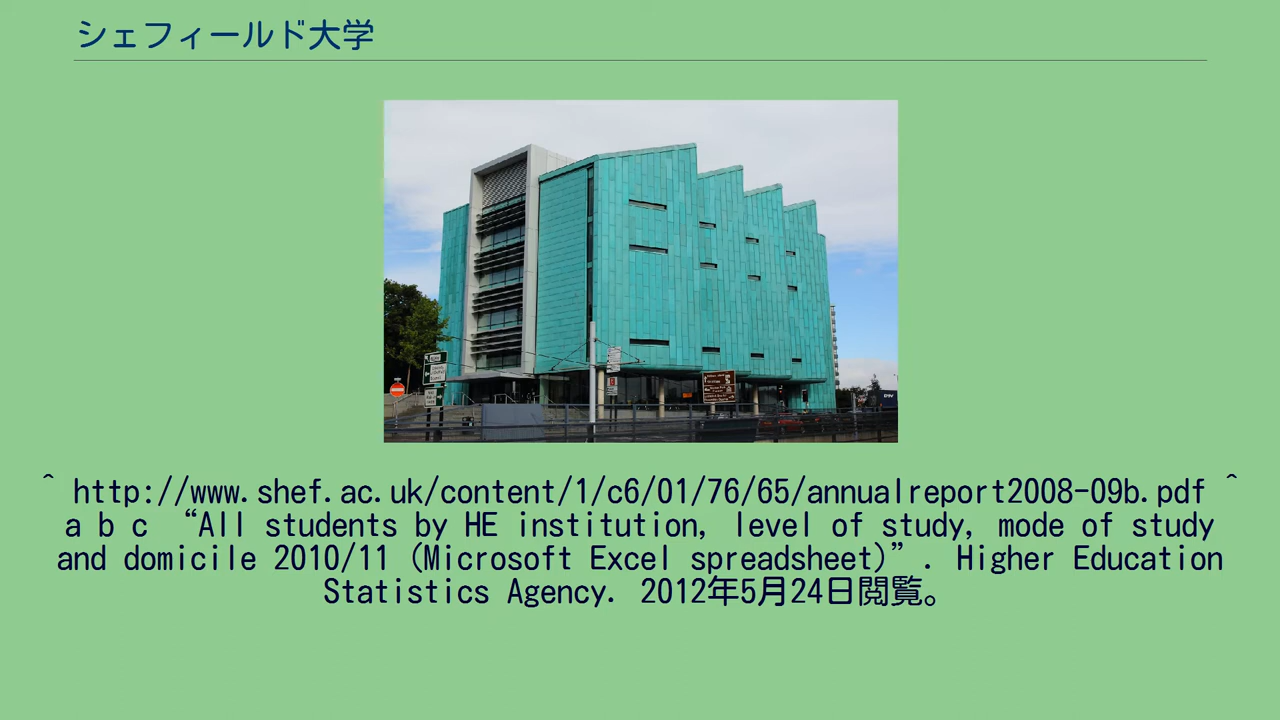 シェフィールド大学
^ http://www.shef.ac.uk/content/1/c6/01/76/65/annualreport2008-09b.pdf ^
a b c “All students by HE institution, level of study, mode of study
and domicile 2010/11 (Microsoft Excel spreadsheet)”. Higher Education
Statistics Agency. 2012年5月24日閲覧。